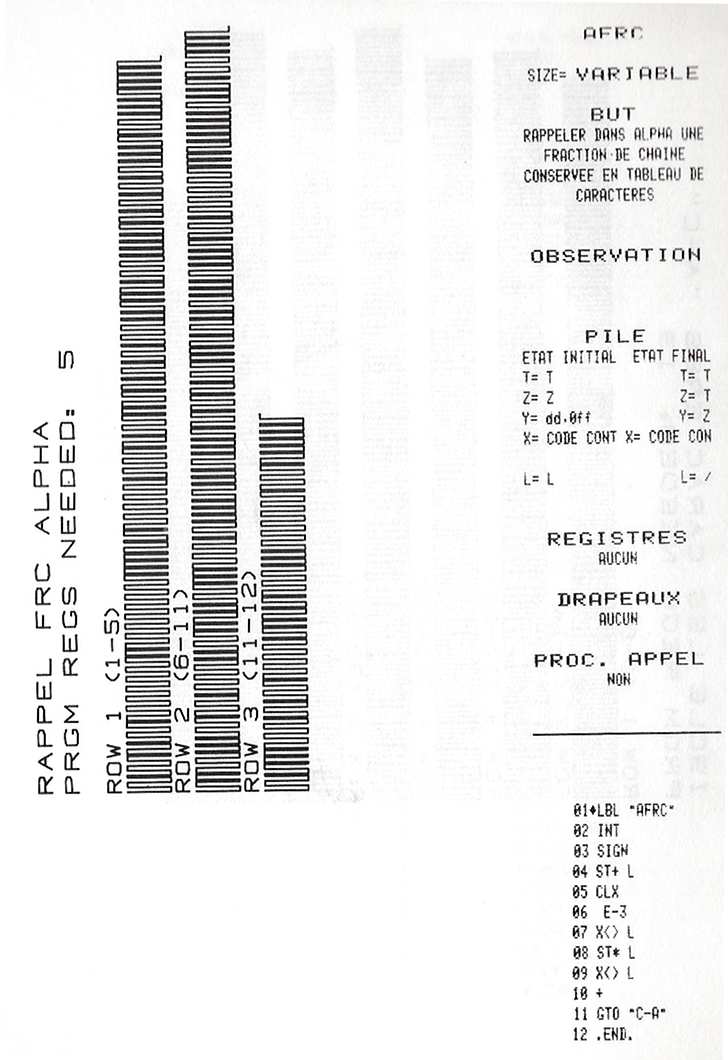 RAPPEL FRC ALPHA
PRGM REGS NEEDED: 5
ROW 1 (1-5)
ROW 2 (6-11)
ROW 3 (11-12)
AFRC
SIZE= VARIABLE
BUT
RAPPELER DANS ALPHA UNE
FRACTION DE CHAINE
CONSERVEE EN TABLEAU DE
CARACTERES
OBSERVATION
PILE
ETAT INITIAL ETAT FINAL
T= T T= T
Z= Z Z= T
Y= dd.0ff Y= Z
X= CODE CONT X= CODE CON
L= L L= /
REGISTRES
AUCUN
DRAPEAUX
AUCUN
PROC. APPEL
NON
01♦LBL "AFRC"
02 INT
03 SIGN
04 ST+ L
05 CLX
06 E-3
07 X<> L
08 ST* L
09 X<> L
10 +
11 GTO "C-A"
12 .END.